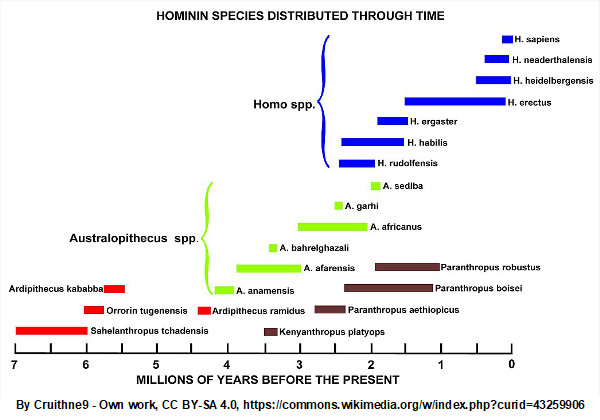 HOMININ SPECIES DISTRIBUTED THROUGH TIME
H. sapiens
H. neaderthalensis
H. heidelbergensis
Homo spp.
H. erectus
H. ergaster
H. habilis
H. rudolfensis
A. sediba
A. garhi
A. africanus
Australopithecus spp.
A. bahrelghazali
A. afarensis
Paranthropus robustus
Ardipithecus kababba
A. anamensis
Paranthropus boisei
Orrorin tugenensis
Ardipithecus ramidus
Paranthropus aethiopicus
Sahelanthropus tchadensis
Kenyanthropus platyops
7 6 5 4 3 2 1 0
MILLIONS OF YEARS BEFORE THE PRESENT
By Cruithne9 - Own work, CC BY-SA 4.0, https://commons.wikimedia.org/w/index.php?curid=43259906